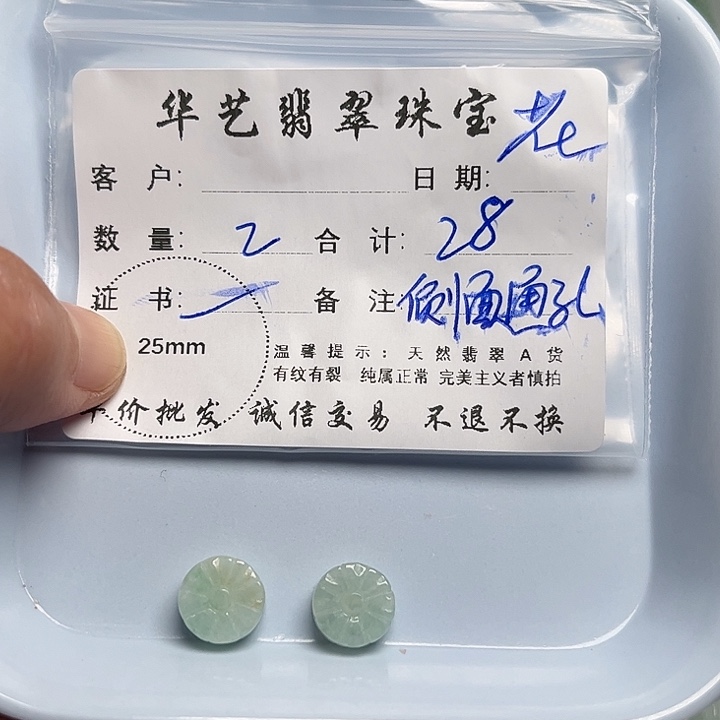 华艺翡翠珠宝
客 户: 日 期:
数 量: 2 合 计: 28
证 书: 一 备 注: 侧面通孔
25mm
温馨提示:天然翡翠A货
有纹有裂 纯属正常 完美主义者慎拍
价批发 诚信交易 不退不换